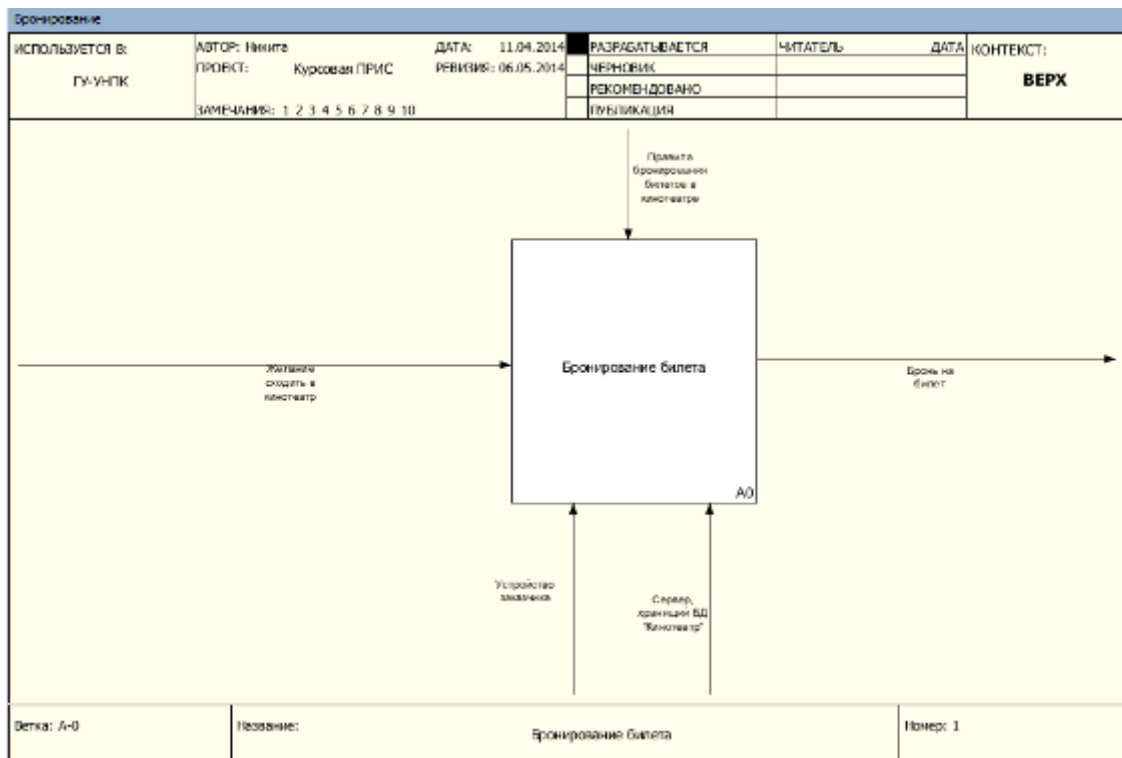 Бронирование
ИСПОЛЬЗУЕТСЯ В:
ГУ-УНПК
АВТОР: Никита
ДАТА: 11.04.2014
ПРОЕКТ: Курсовая ПРИС
РЕВИЗИЯ: 06.05.2014
ЗАМЕЧАНИЯ: 1 2 3 4 5 6 7 8 9 10
РАЗРАБАТЫВАЕТСЯ
ЧЕРНОВИК
РЕКОМЕНДОВАНО
ПУБЛИКАЦИЯ
ЧИТАТЕЛЬ
ДАТА
КОНТЕКСТ:
ВЕРХ
Правила
бронирования
билетов в
кинотеатре
Желание
сходить в
кинотеатр
Бронирование билета
A0
Бронь на
билет
Устройство
заказчика
Сервер,
хранящий БД
"Кинотеатр"
Ветка: A-0
Название:
Бронирование билета
Номер: 1